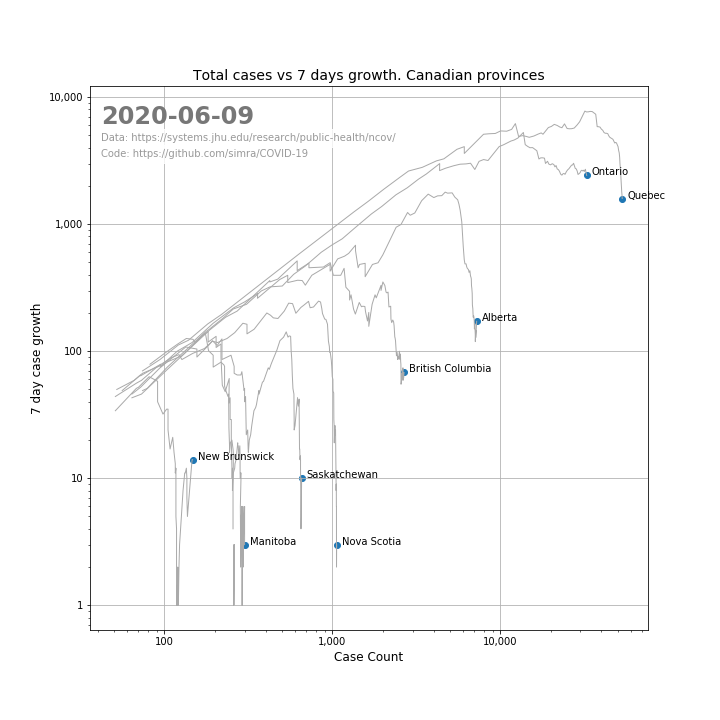 Total cases vs 7 days growth. Canadian provinces
2020-06-09
Data: https://systems.jhu.edu/research/public-health/ncov/
Code: https://github.com/simra/COVID-19
10,000
1,000
100
10
1
7 day case growth
Ontario
Quebec
Alberta
British Columbia
New Brunswick
Saskatchewan
Manitoba
Nova Scotia
100
1,000
10,000
Case Count